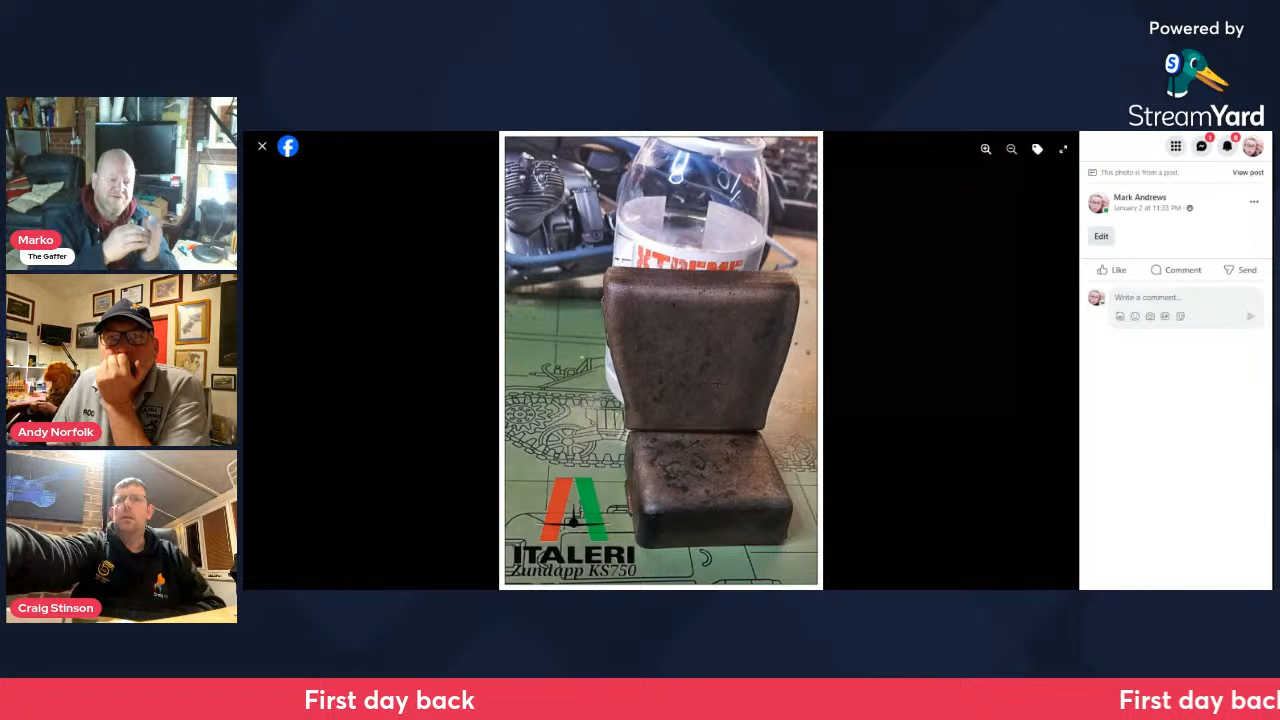 Powered by
StreamYard
Marko
The Gaffer
Andy Norfolk
Craig Stinson
XTREME
ITALERI
Zundapp KS750
This photo is from a post.
View post
Mark Andrews
January 2 at 11:33 PM
Edit
Like
Comment
Send
Write a comment...
First day back
First day back